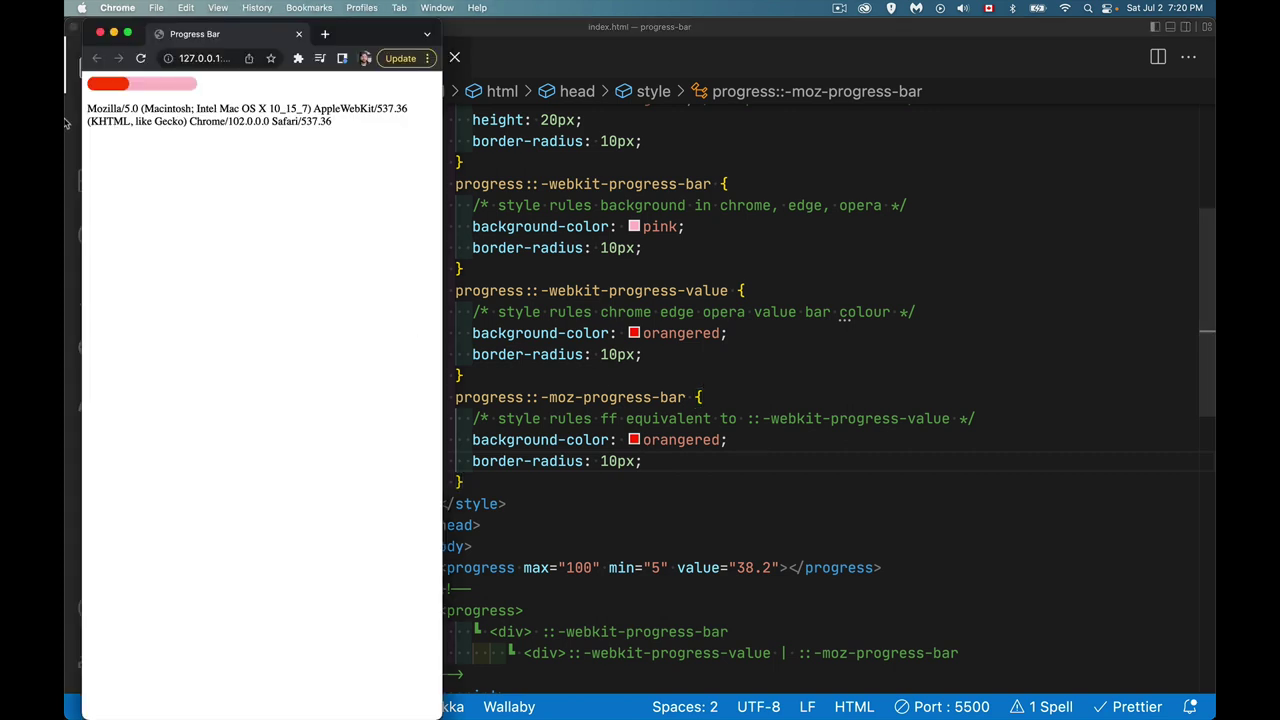 Chrome File Edit View History Bookmarks Profiles Tab Window Help Sat Jul 2 7:20 PM
index.html — progress-bar
Progress Bar
127.0.0.1:... Update
html head style progress::-moz-progress-bar
Mozilla/5.0 (Macintosh; Intel Mac OS X 10_15_7) AppleWebKit/537.36
(KHTML, like Gecko) Chrome/102.0.0.0 Safari/537.36
height: 20px;
border-radius: 10px;
}
progress::-webkit-progress-bar {
/* style rules background in chrome, edge, opera */
background-color: pink;
border-radius: 10px;
}
progress::-webkit-progress-value {
/* style rules chrome edge opera value bar colour */
background-color: orangered;
border-radius: 10px;
}
progress::-moz-progress-bar {
/* style rules ff equivalent to ::-webkit-progress-value */
background-color: orangered;
border-radius: 10px;
}
/style>
ead>
ody>
progress max="100" min="5" value="38.2"></progress>
!--
progress>
┗ <div> ::-webkit-progress-bar
┗ <div>::-webkit-progress-value | ::-moz-progress-bar
-->
kka Wallaby Spaces: 2 UTF-8 LF HTML Port : 5500 1 Spell Prettier